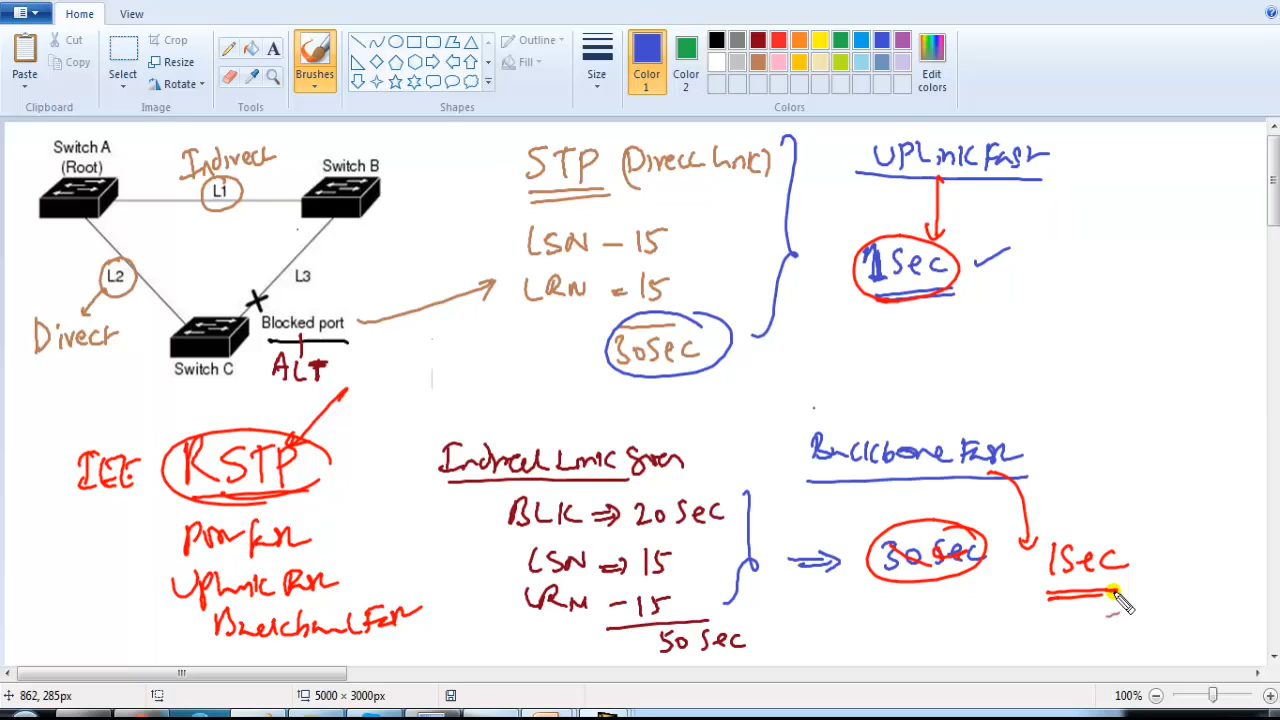 Home
View
Paste
Cut
Copy
Clipboard
Select
Crop
Resize
Rotate
Image
A
Tools
Brushes
Outline
Fill
Shapes
Size
Color 1
Color 2
Edit colors
Colors
Switch A
(Root)
Indirect
L1
Switch B
L2
L3
Direct
Blocked port
Switch C
ALT
STP (Direct Link)
LSN - 15
LRN = 15
30Sec
UPLinkFast
1Sec
IEE RSTP
Portfast
Uplink
Backbone Fast
Indirect Link
BLK ⇒ 20 Sec
LSN ⇒ 15
LRN - 15
50 Sec
Backbone Fast
⇒ 30 Sec
1Sec
862, 285px
5000 × 3000px
100%